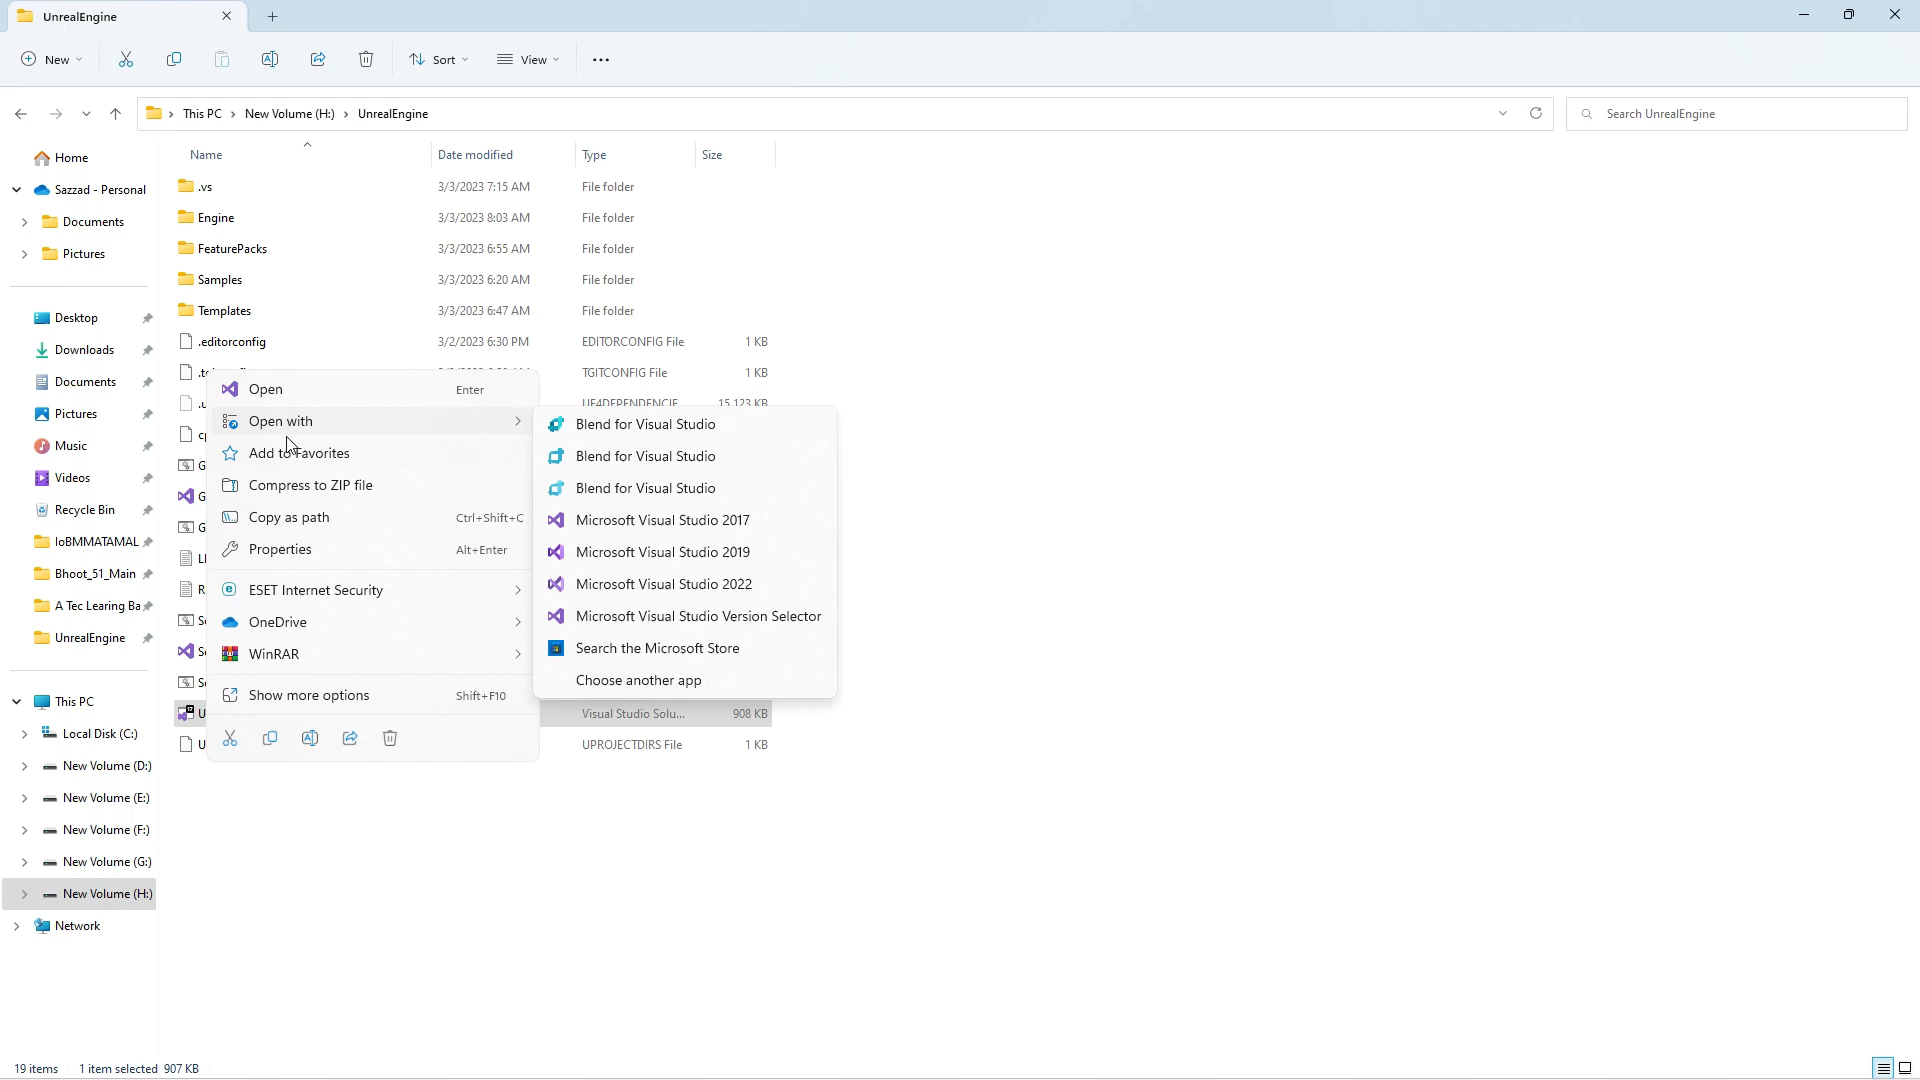 UnrealEngine
New
Sort
View
This PC
New Volume (H:)
UnrealEngine
Search UnrealEngine
Name
Date modified
Type
Size
.vs 3/3/2023 7:15 AM File folder
Engine 3/3/2023 8:03 AM File folder
FeaturePacks 3/3/2023 6:55 AM File folder
Samples 3/3/2023 6:20 AM File folder
Templates 3/3/2023 6:47 AM File folder
.editorconfig 3/2/2023 6:30 PM EDITORCONFIG File 1 KB
TGITCONFIG File 1 KB
UE4DEPENDENCIE... 15,123 KB
Visual Studio Solu... 908 KB
UPROJECTDIRS File 1 KB
Home
Sazzad - Personal
Documents
Pictures
Desktop
Downloads
Documents
Pictures
Music
Videos
Recycle Bin
IoBMMATAMAL
Bhoot_51_Main
A Tec Learing Ba
UnrealEngine
This PC
Local Disk (C:)
New Volume (D:)
New Volume (E:)
New Volume (F:)
New Volume (G:)
New Volume (H:)
Network
Open Enter
Open with
Add to Favorites
Compress to ZIP file
Copy as path Ctrl+Shift+C
Properties Alt+Enter
ESET Internet Security
OneDrive
WinRAR
Show more options Shift+F10
Blend for Visual Studio
Blend for Visual Studio
Blend for Visual Studio
Microsoft Visual Studio 2017
Microsoft Visual Studio 2019
Microsoft Visual Studio 2022
Microsoft Visual Studio Version Selector
Search the Microsoft Store
Choose another app
19 items
1 item selected 907 KB